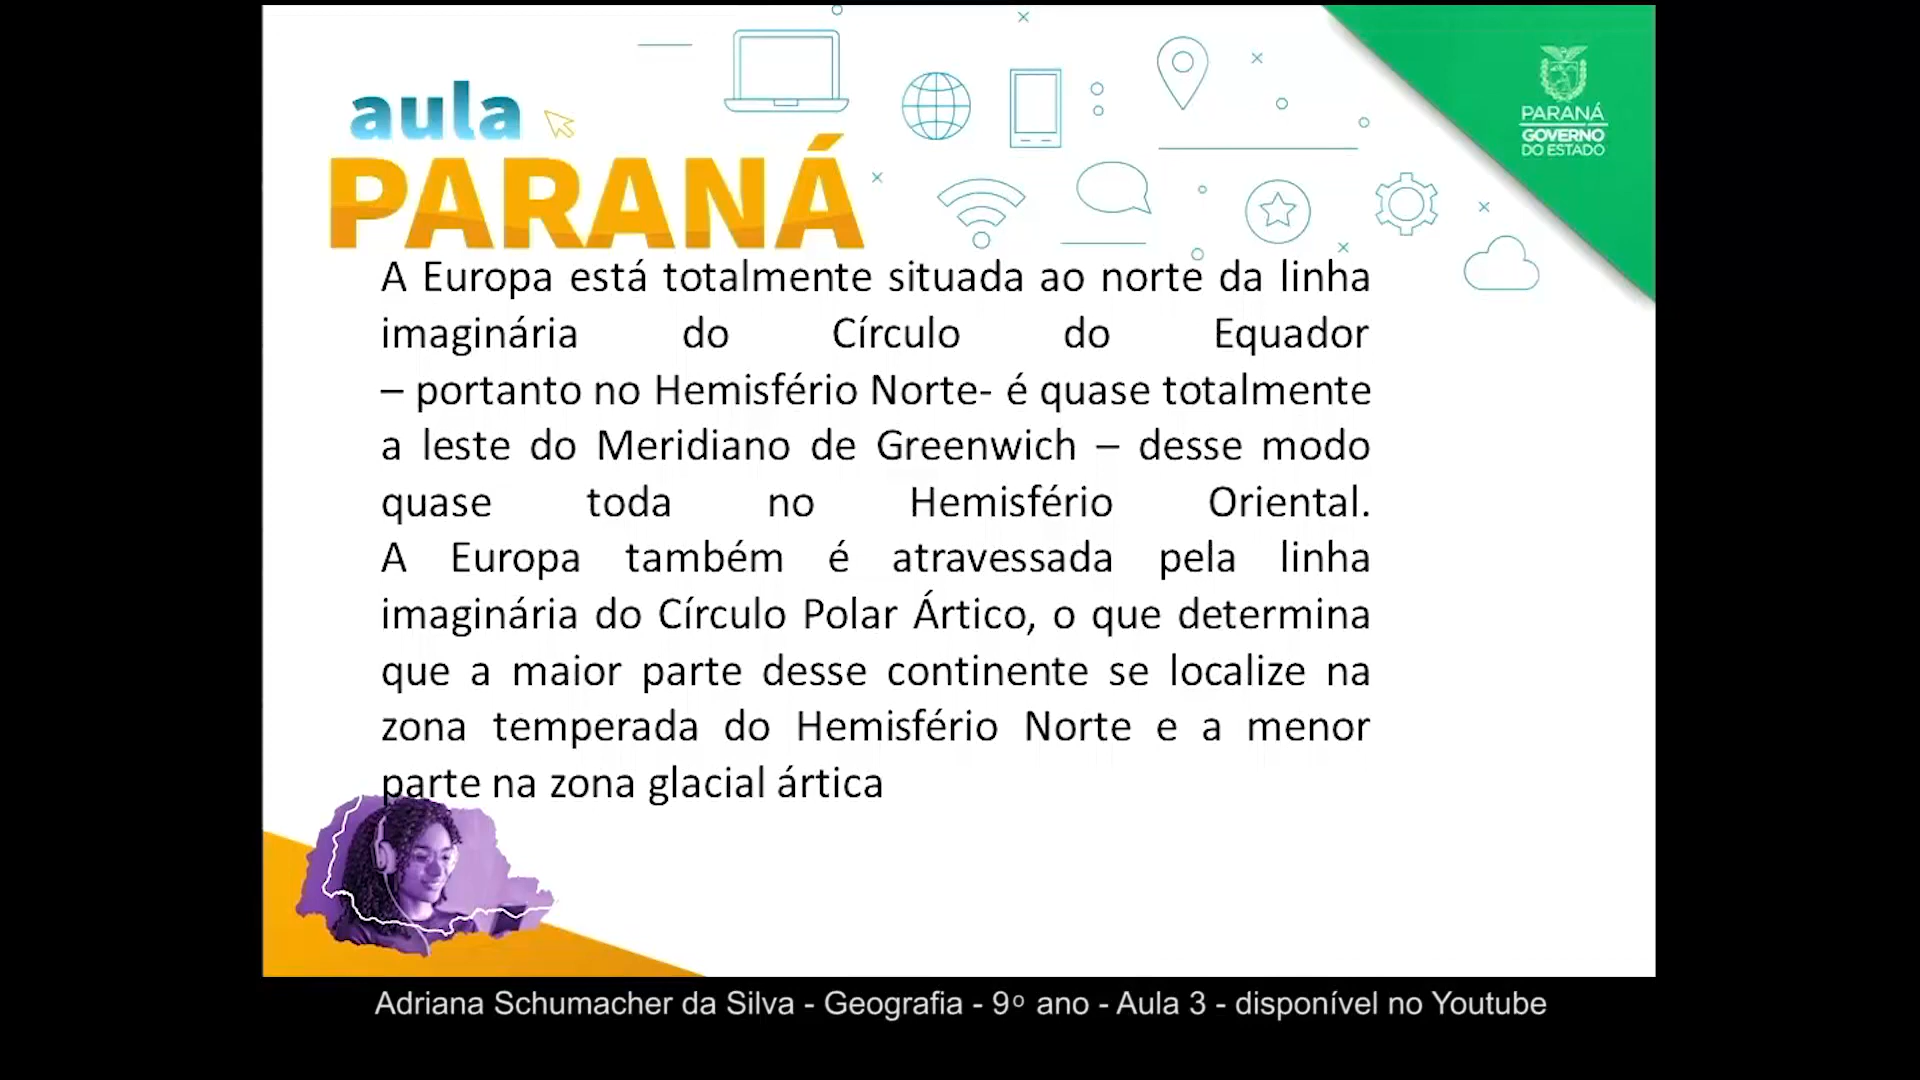 aula
PARANÁ
PARANÁ
GOVERNO
DO ESTADO
A Europa está totalmente situada ao norte da linha
imaginária do Círculo do Equador
– portanto no Hemisfério Norte- é quase totalmente
a leste do Meridiano de Greenwich – desse modo
quase toda no Hemisfério Oriental.
A Europa também é atravessada pela linha
imaginária do Círculo Polar Ártico, o que determina
que a maior parte desse continente se localize na
zona temperada do Hemisfério Norte e a menor
parte na zona glacial ártica
Adriana Schumacher da Silva - Geografia - 9º ano - Aula 3 - disponível no Youtube